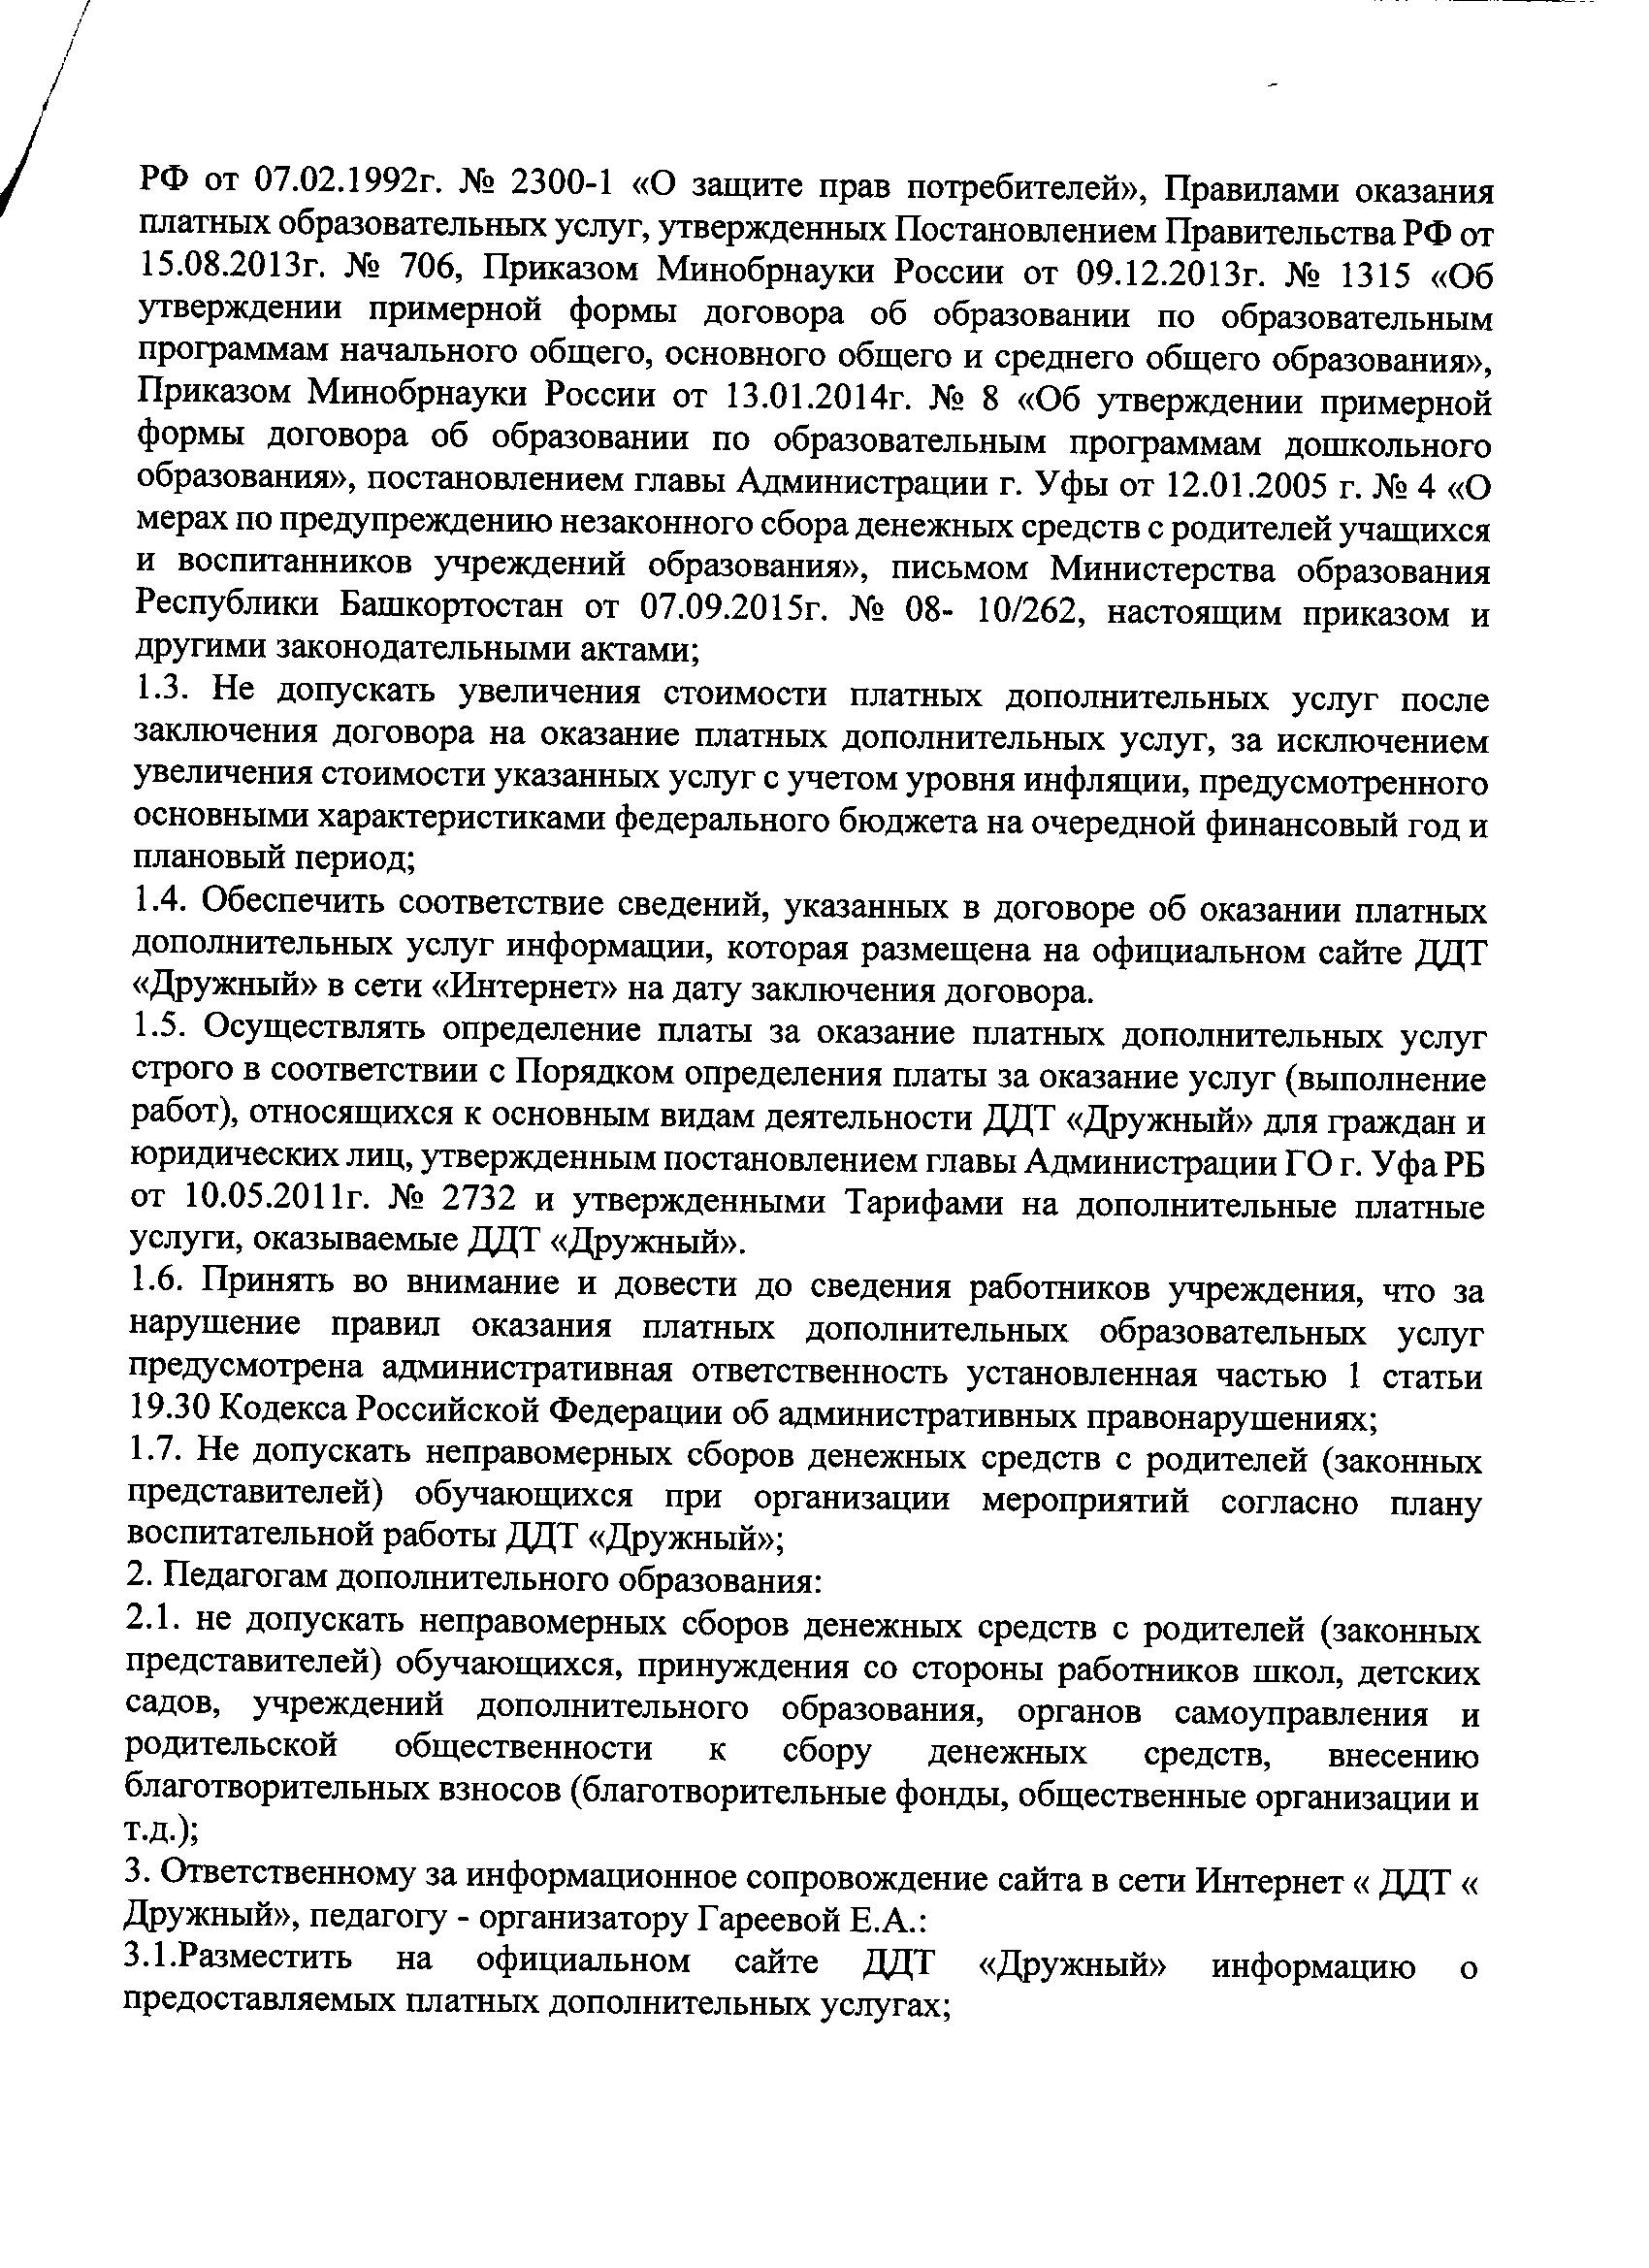 РФ от 07.02.1992г. № 2300-1 «О защите прав потребителей», Правилами оказания
платных образовательных услуг, утвержденных Постановлением Правительства РФ от
15.08.2013г. № 706, Приказом Минобрнауки России от 09.12.2013г. № 1315 «Об
утверждении примерной формы договора об образовании по образовательным
программам начального общего, основного общего и среднего общего образования»,
Приказом Минобрнауки России от 13.01.2014г. № 8 «Об утверждении примерной
формы договора об образовании по образовательным программам дошкольного
образования», постановлением главы Администрации г. Уфы от 12.01.2005 г. № 4 «О
мерах по предупреждению незаконного сбора денежных средств с родителей учащихся
и воспитанников учреждений образования», письмом Министерства образования
Республики Башкортостан от 07.09.2015г. № 08- 10/262, настоящим приказом и
другими законодательными актами;
1.3. Не допускать увеличения стоимости платных дополнительных услуг после
заключения договора на оказание платных дополнительных услуг, за исключением
увеличения стоимости указанных услуг с учетом уровня инфляции, предусмотренного
основными характеристиками федерального бюджета на очередной финансовый год и
плановый период;
1.4. Обеспечить соответствие сведений, указанных в договоре об оказании платных
дополнительных услуг информации, которая размещена на официальном сайте ДДТ
«Дружный» в сети «Интернет» на дату заключения договора.
1.5. Осуществлять определение платы за оказание платных дополнительных услуг
строго в соответствии с Порядком определения платы за оказание услуг (выполнение
работ), относящихся к основным видам деятельности ДДТ «Дружный» для граждан и
юридических лиц, утвержденным постановлением главы Администрации ГО г. Уфа РБ
от 10.05.2011г. № 2732 и утвержденными Тарифами на дополнительные платные
услуги, оказываемые ДДТ «Дружный».
1.6. Принять во внимание и довести до сведения работников учреждения, что за
нарушение правил оказания платных дополнительных образовательных услуг
предусмотрена административная ответственность установленная частью 1 статьи
19.30 Кодекса Российской Федерации об административных правонарушениях;
1.7. Не допускать неправомерных сборов денежных средств с родителей (законных
представителей) обучающихся при организации мероприятий согласно плану
воспитательной работы ДДТ «Дружный»;
2. Педагогам дополнительного образования:
2.1. не допускать неправомерных сборов денежных средств с родителей (законных
представителей) обучающихся, принуждения со стороны работников школ, детских
садов, учреждений дополнительного образования, органов самоуправления и
родительской общественности к сбору денежных средств, внесению
благотворительных взносов (благотворительные фонды, общественные организации и
т.д.);
3. Ответственному за информационное сопровождение сайта в сети Интернет « ДДТ «
Дружный», педагогу - организатору Гареевой Е.А.:
3.1.Разместить на официальном сайте ДДТ «Дружный» информацию о
предоставляемых платных дополнительных услугах;